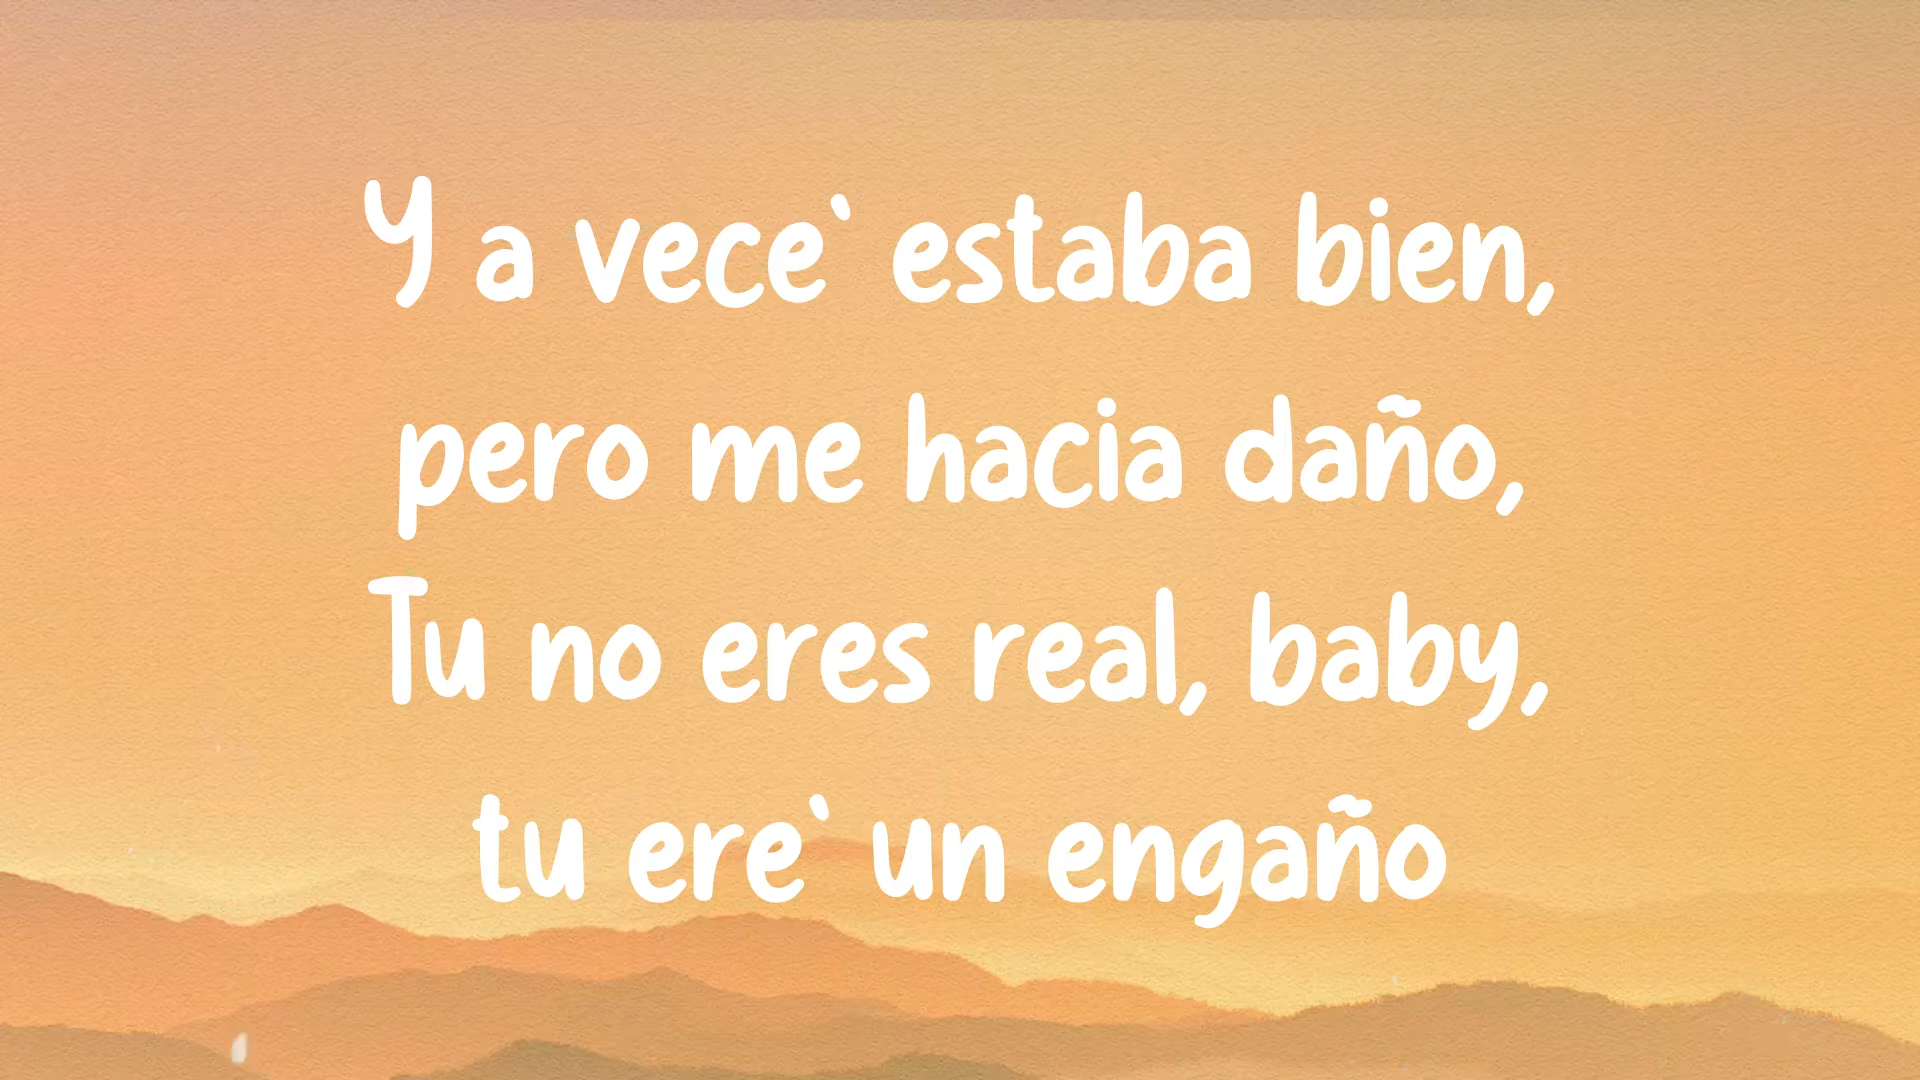 Y a vece` estaba bien,
pero me hacia daño,
Tu no eres real, baby,
tu ere` un engaño